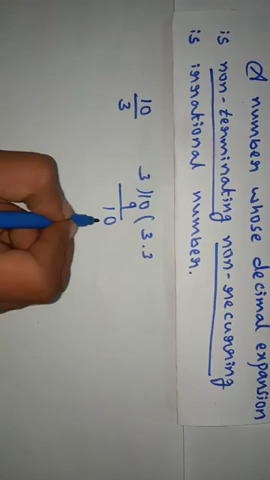 A number whose decimal expansion
is non-terminating non-recurring
is irrational number.
10
3
3)10(3.3
9
10